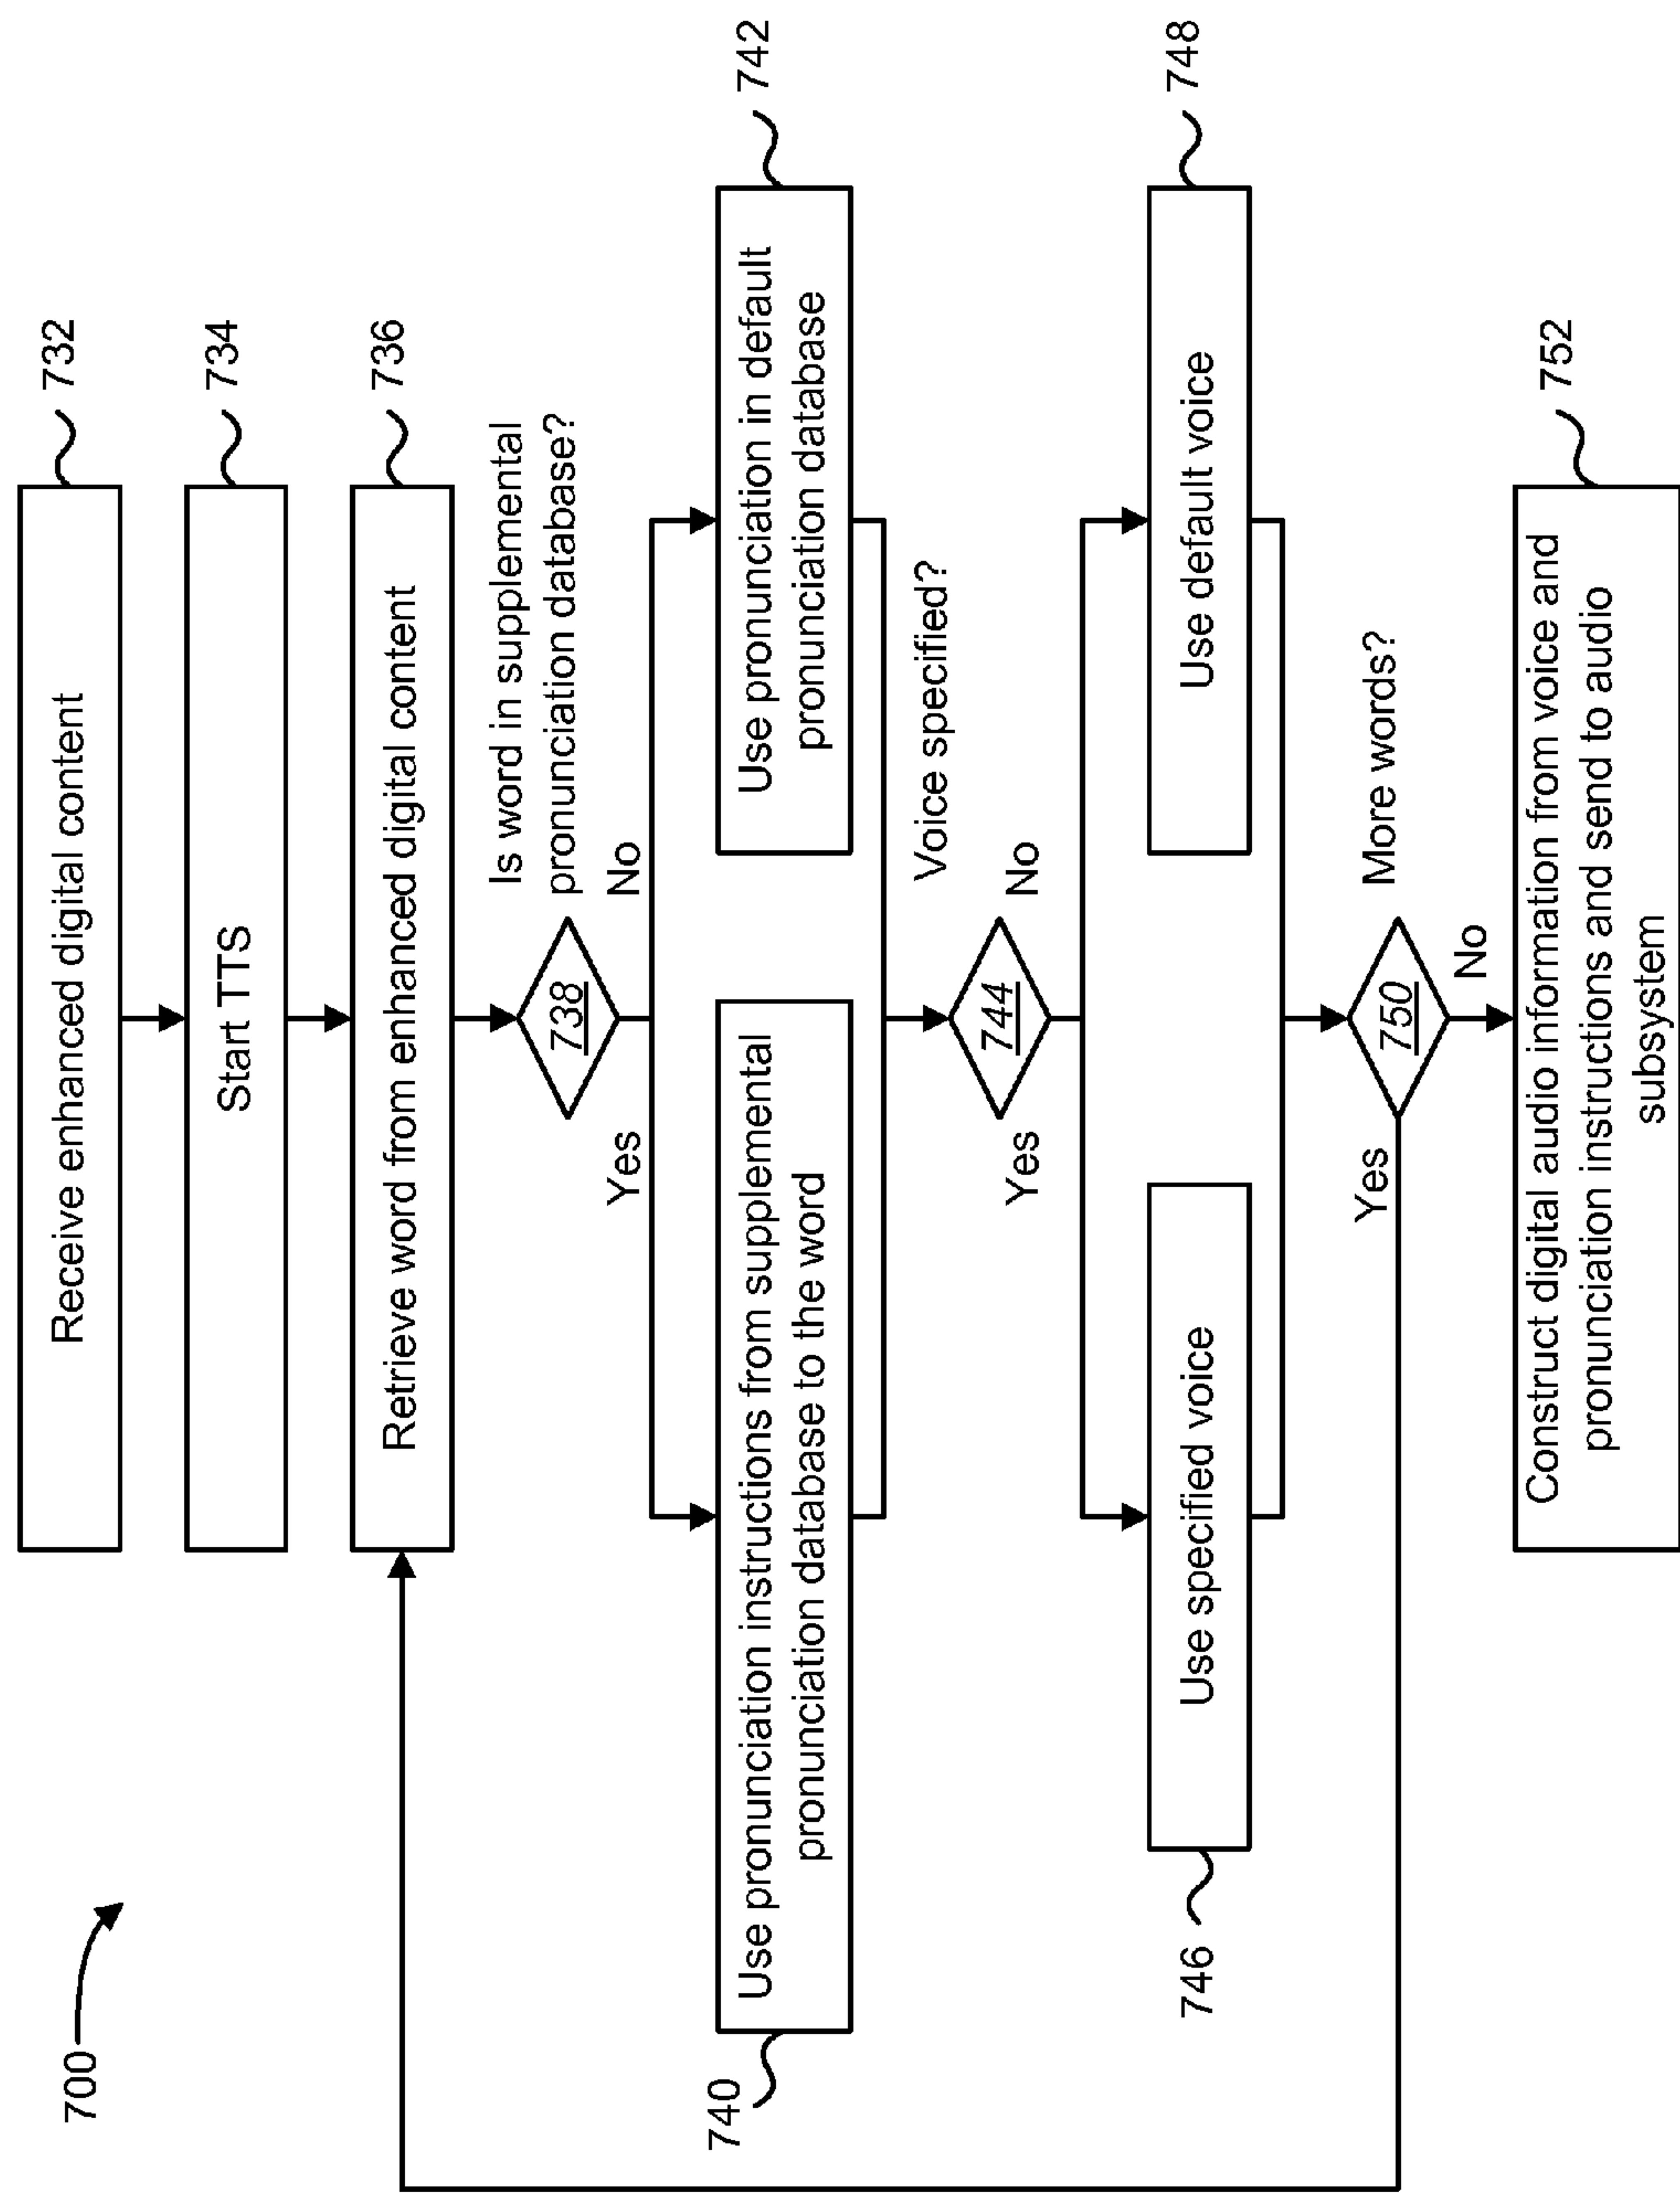 700
Receive enhanced digital content
732
Start TTS
734
Retrieve word from enhanced digital content
736
Is word in supplemental
pronunciation database?
738
Yes
No
740
Use pronunciation instructions from supplemental
pronunciation database to the word
Use pronunciation in default
pronunciation database
742
Voice specified?
744
Yes
No
746
Use specified voice
Use default voice
748
More words?
750
Yes
No
Construct digital audio information from voice and
pronunciation instructions and send to audio
subsystem
752